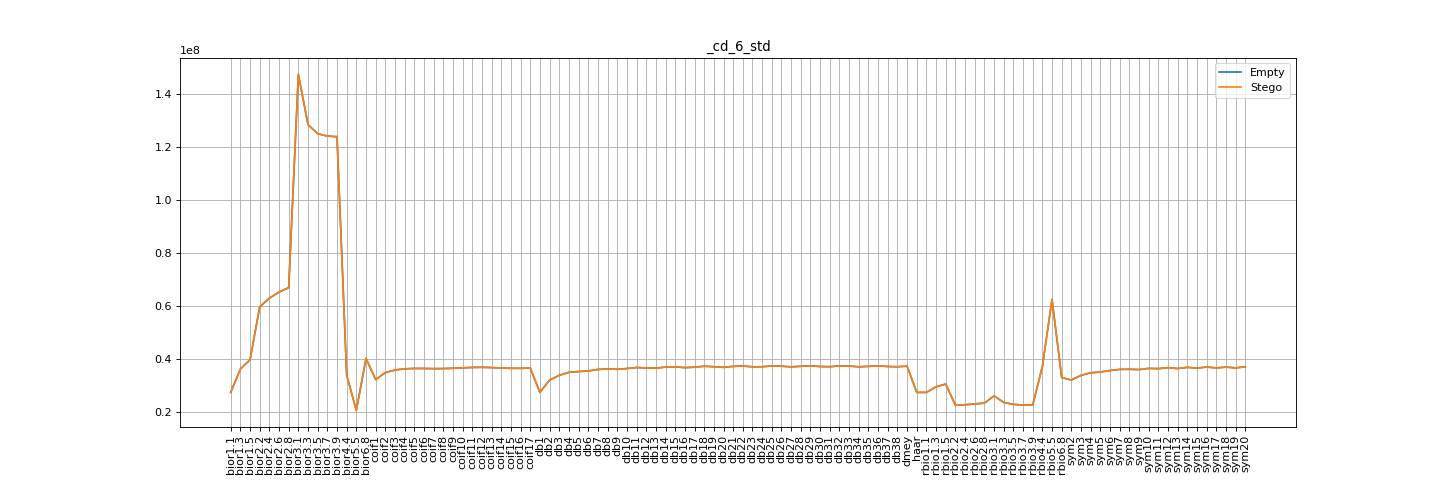 _cd_6_std
1e8
Empty
Stego
1.4
1.2
1.0
0.8
0.6
0.4
0.2
bior1.1
bior1.3
bior1.5
bior2.2
bior2.4
bior2.6
bior2.8
bior3.1
bior3.3
bior3.5
bior3.7
bior3.9
bior4.4
bior5.5
bior6.8
coif1
coif2
coif3
coif4
coif5
coif6
coif7
coif8
coif9
coif10
coif11
coif12
coif13
coif14
coif15
coif16
coif17
db1
db2
db3
db4
db5
db6
db7
db8
db9
db10
db11
db12
db13
db14
db15
db16
db17
db18
db19
db20
db21
db22
db23
db24
db25
db26
db27
db28
db29
db30
db31
db32
db33
db34
db35
db36
db37
db38
dmey
haar
rbio1.1
rbio1.3
rbio1.5
rbio2.2
rbio2.4
rbio2.6
rbio2.8
rbio3.1
rbio3.3
rbio3.5
rbio3.7
rbio3.9
rbio4.4
rbio5.5
rbio6.8
sym2
sym3
sym4
sym5
sym6
sym7
sym8
sym9
sym10
sym11
sym12
sym13
sym14
sym15
sym16
sym17
sym18
sym19
sym20